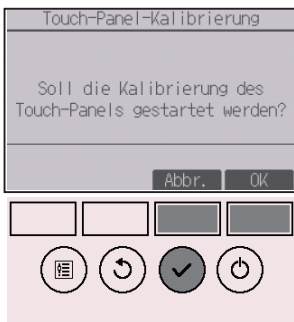 Touch-Panel-Kalibrierung
Soll die Kalibrierung des
Touch-Panels gestartet werden?
Abbr. OK